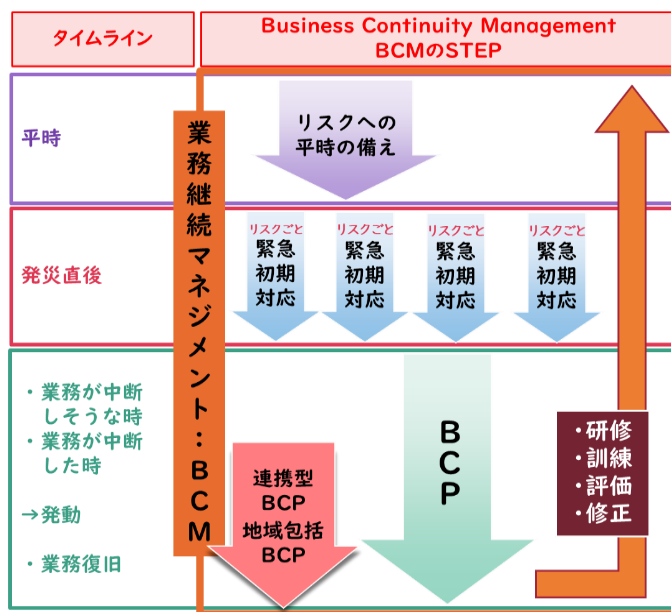 タイムライン
Business Continuity Management
BCMのSTEP
平時
リスクへの
平時の備え
業務継続マネジメント：BCM
発災直後
リスクごと
緊急
初期
対応
リスクごと
緊急
初期
対応
リスクごと
緊急
初期
対応
リスクごと
緊急
初期
対応
・業務が中断
しそうな時
・業務が中断
した時
→発動
・業務復旧
連携型
BCP
地域包括
BCP
BCP
・研修
・訓練
・評価
・修正